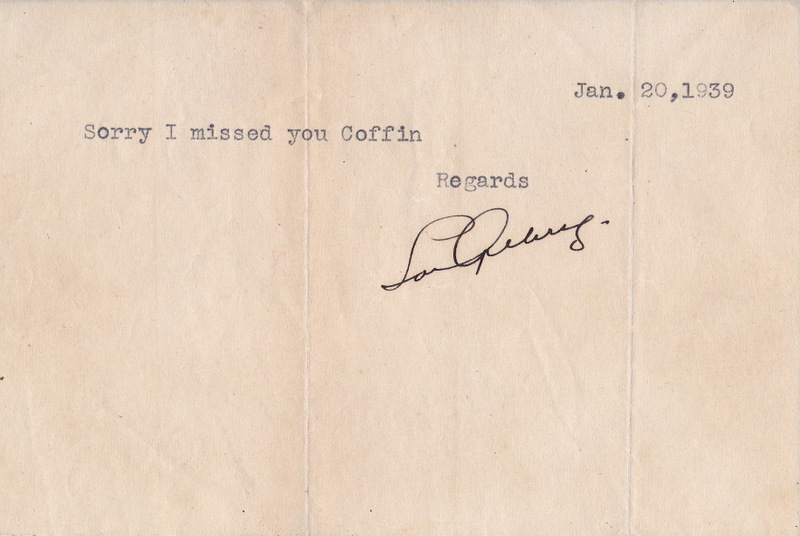 Jan. 20,1939
Sorry I missed you Coffin
Regards